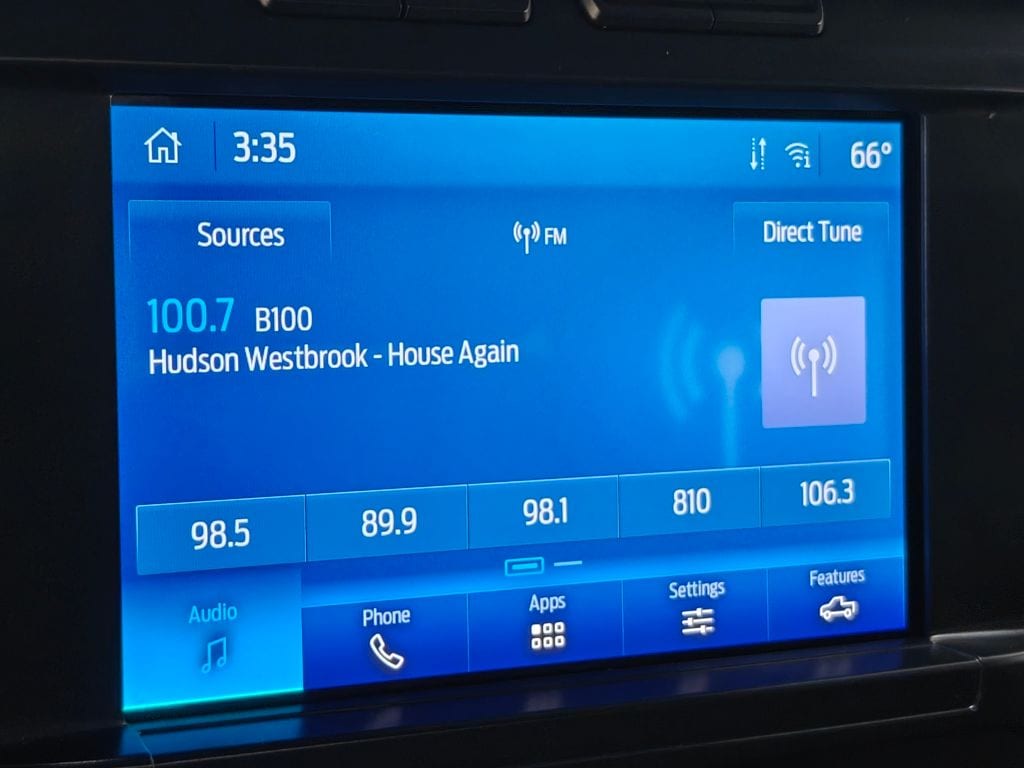 3:35 66°
Sources FM Direct Tune
100.7 B100
Hudson Westbrook - House Again
98.5 89.9 98.1 810 106.3
Audio Phone Apps Settings Features